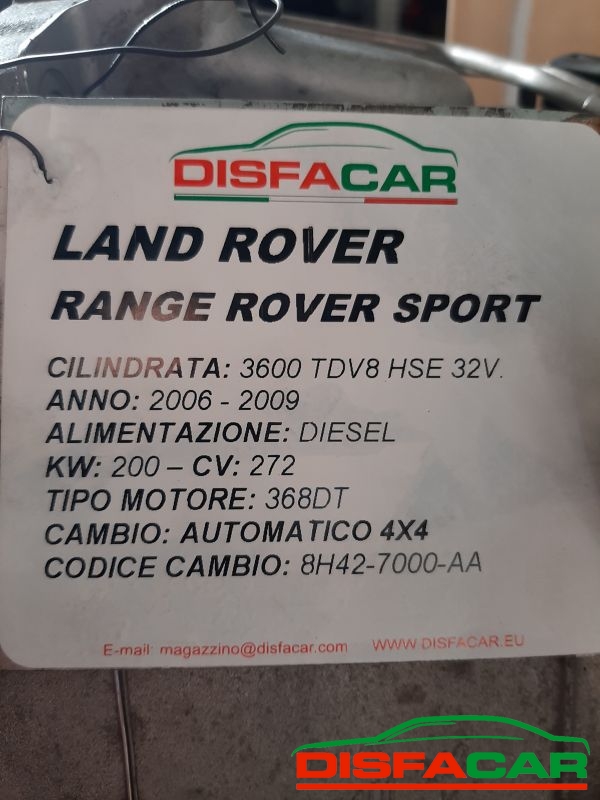 DISFACAR
LAND ROVER
RANGE ROVER SPORT
CILINDRATA: 3600 TDV8 HSE 32V.
ANNO: 2006 - 2009
ALIMENTAZIONE: DIESEL
KW: 200 – CV: 272
TIPO MOTORE: 368DT
CAMBIO: AUTOMATICO 4X4
CODICE CAMBIO: 8H42-7000-AA
E-mail: magazzino@disfacar.com WWW.DISFACAR.EU
DISFACAR